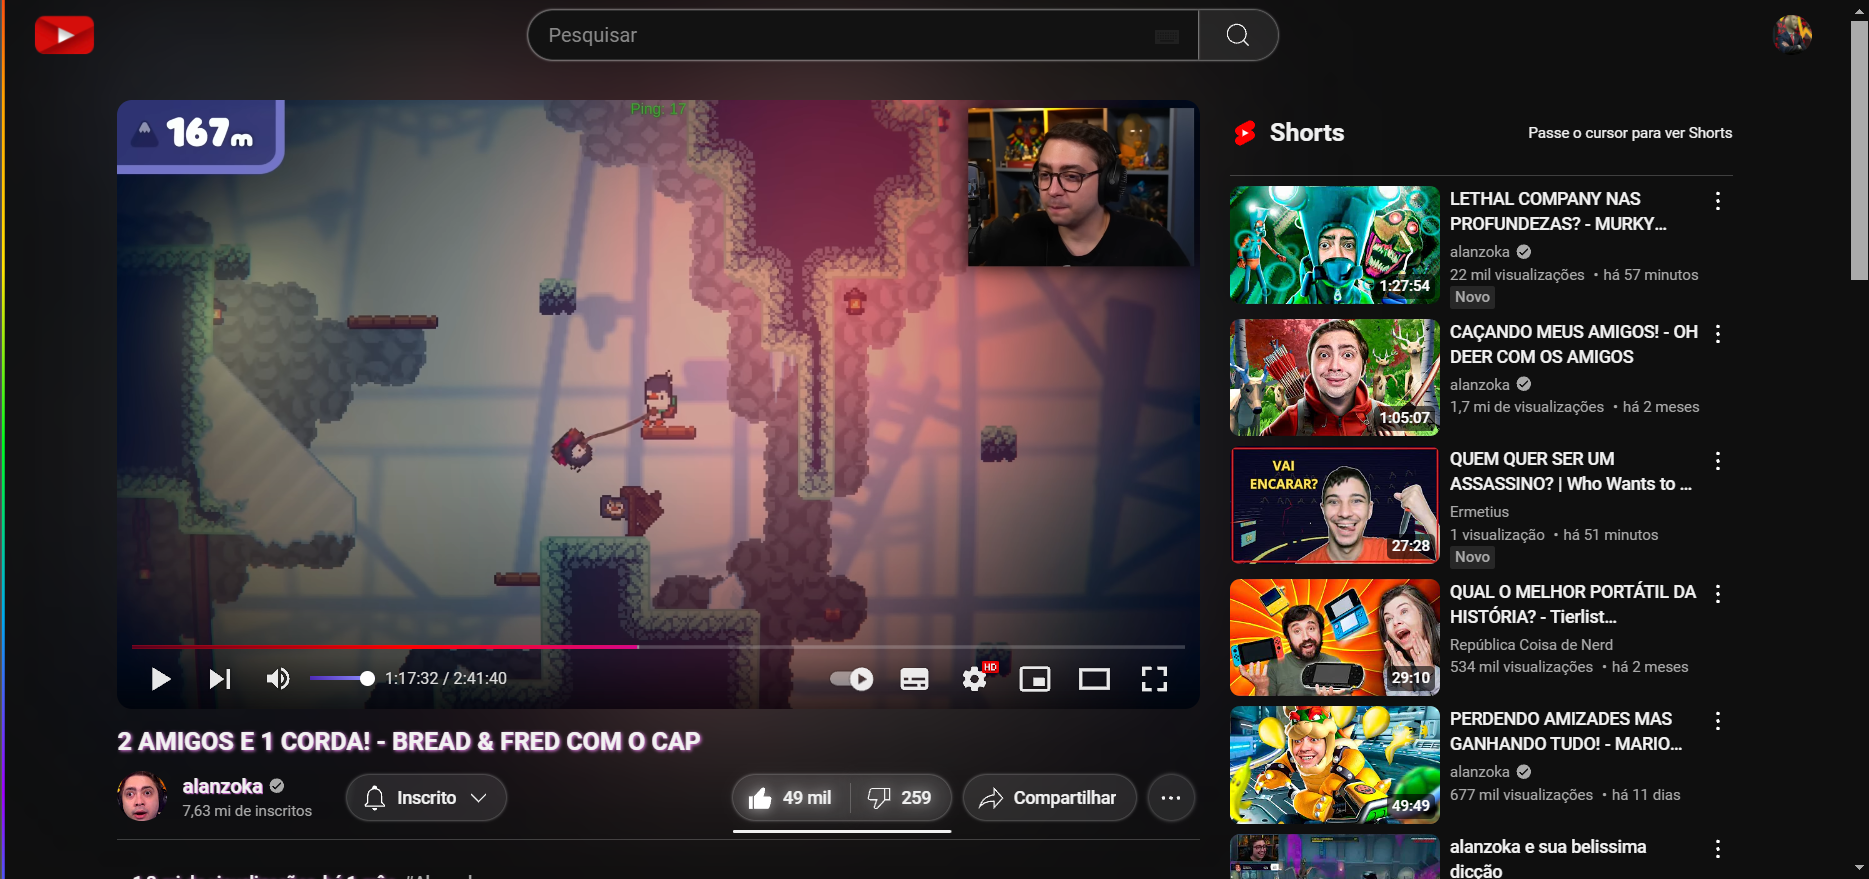 Pesquisar
167m
Ping: 17
1:17:32 / 2:41:40
HD
2 AMIGOS E 1 CORDA! - BREAD & FRED COM O CAP
alanzoka
7,63 mi de inscritos
Inscrito
49 mil
259
Compartilhar
Shorts
Passe o cursor para ver Shorts
1:27:54
LETHAL COMPANY NAS
PROFUNDEZAS? - MURKY...
alanzoka
22 mil visualizações • há 57 minutos
Novo
1:05:07
CAÇANDO MEUS AMIGOS! - OH
DEER COM OS AMIGOS
alanzoka
1,7 mi de visualizações • há 2 meses
VAI
ENCARAR?
27:28
QUEM QUER SER UM
ASSASSINO? | Who Wants to ...
Ermetius
1 visualização • há 51 minutos
Novo
29:10
QUAL O MELHOR PORTÁTIL DA
HISTÓRIA? - Tierlist...
República Coisa de Nerd
534 mil visualizações • há 2 meses
49:49
PERDENDO AMIZADES MAS
GANHANDO TUDO! - MARIO...
alanzoka
677 mil visualizações • há 11 dias
alanzoka e sua belissima
dicção